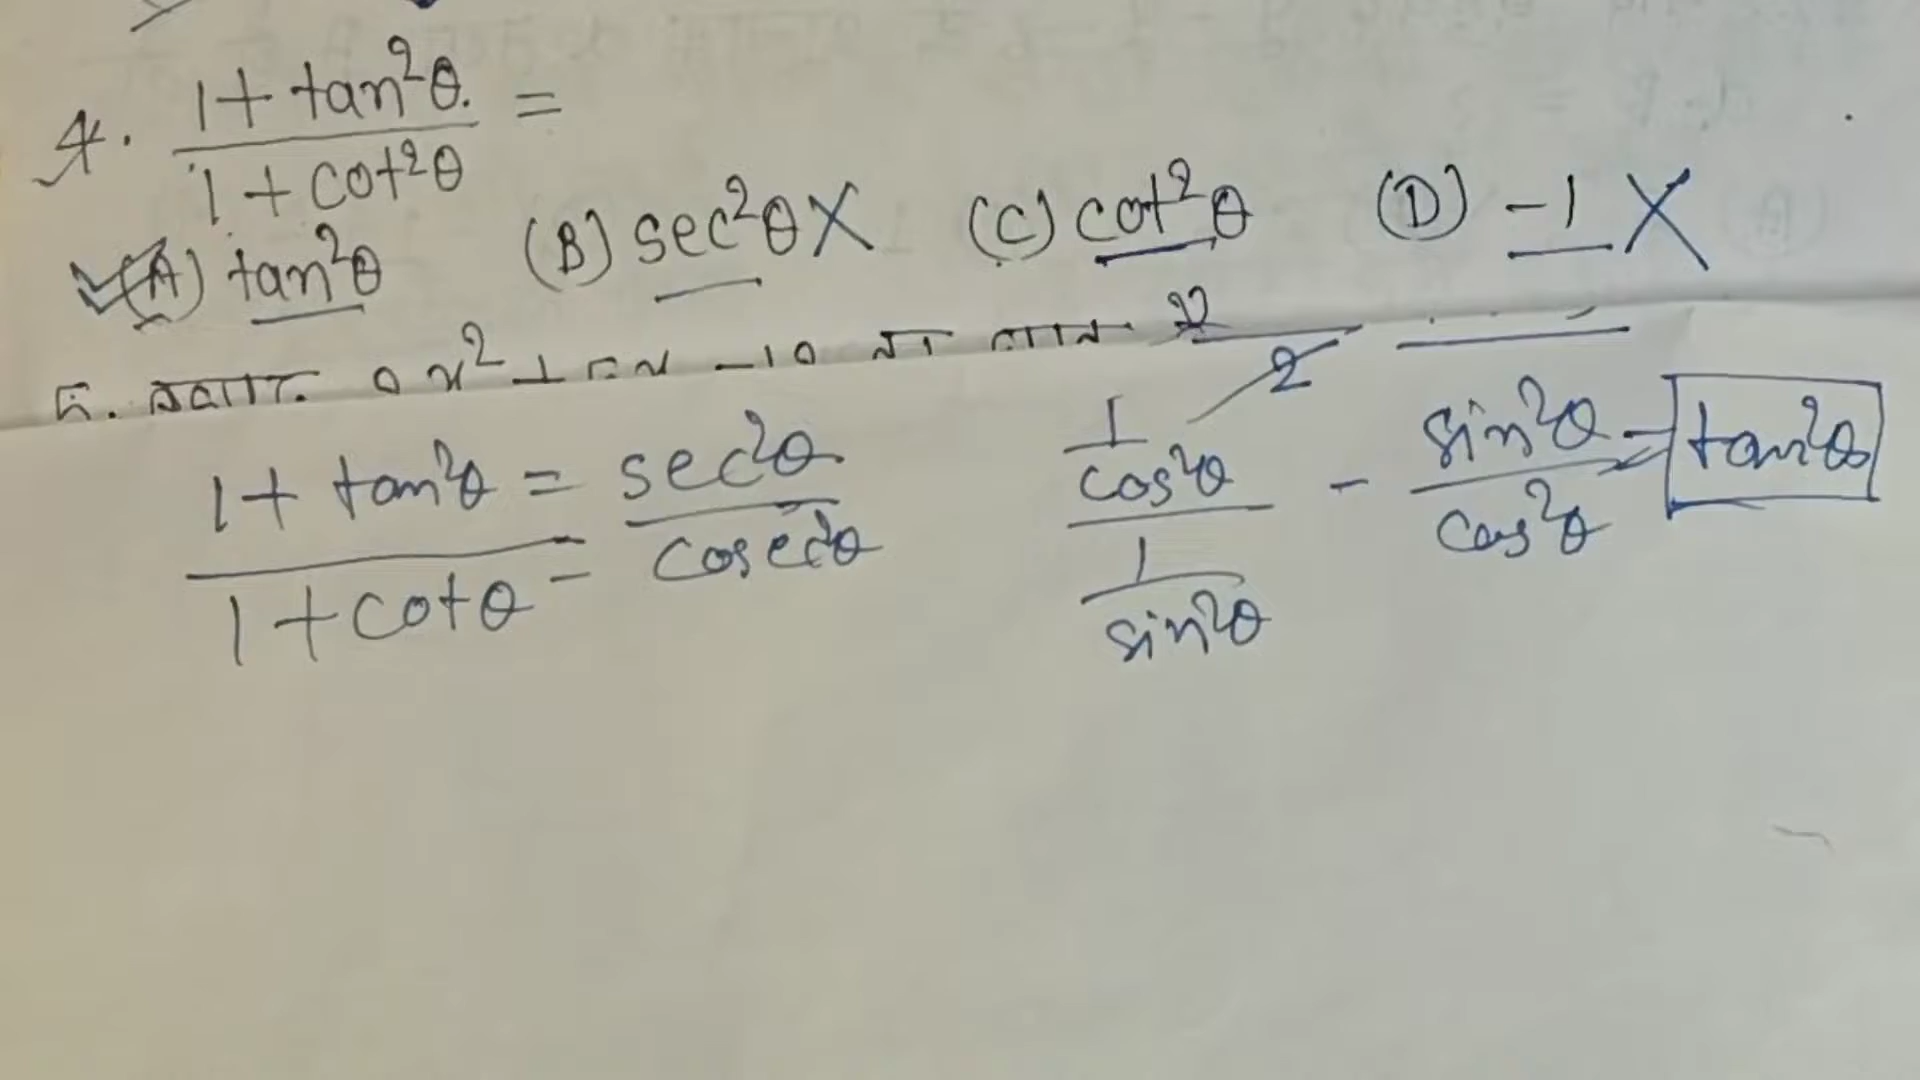 4. 1 + tan²θ. / 1 + cot²θ =
(A) tan²θ (B) sec²θ X (C) cot²θ (D) -1 X
1 + tan²θ / 1 + cotθ = sec²θ / cosec²θ
1/cos²θ / 1/sin²θ - sin²θ / cos²θ = tan²θ